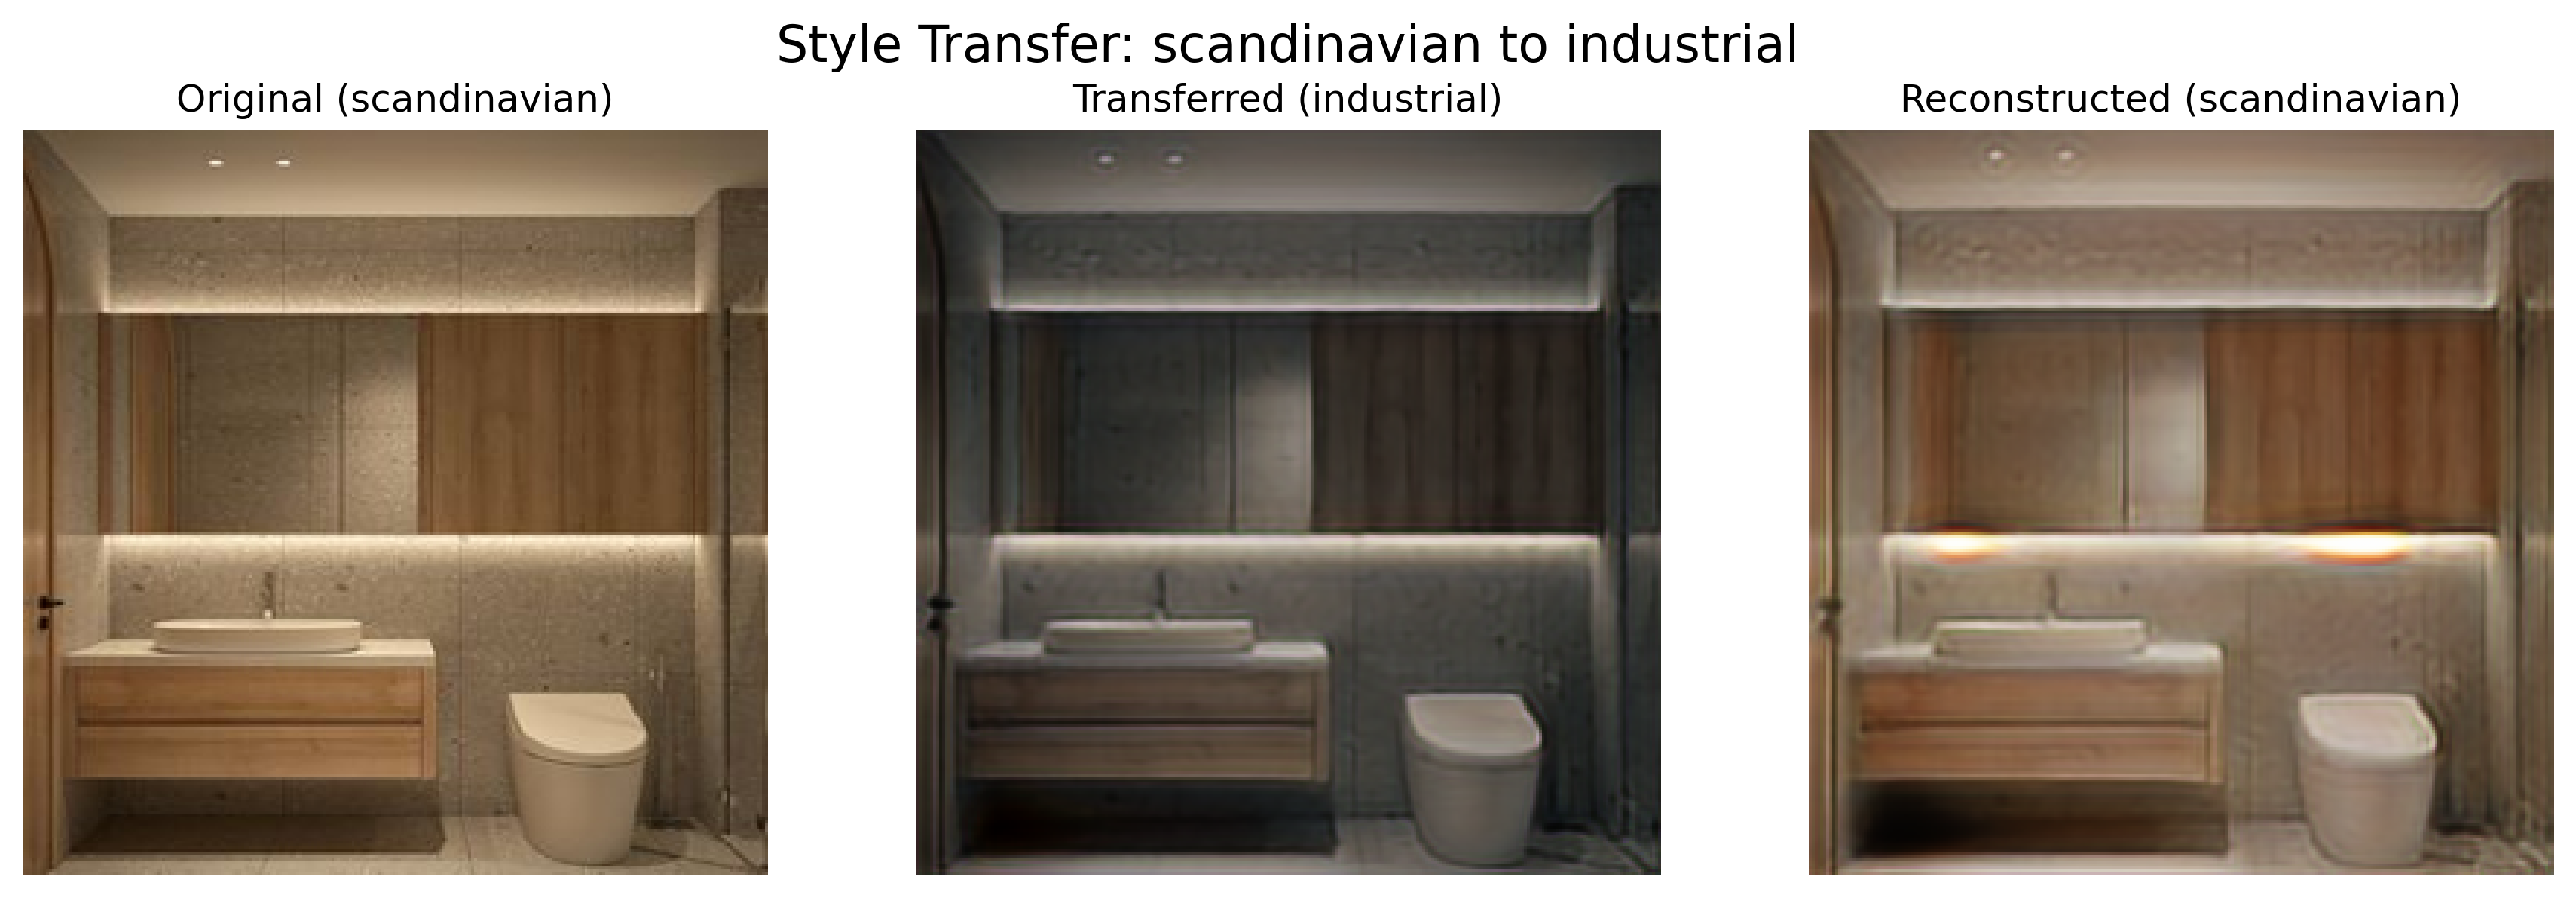 Style Transfer: scandinavian to industrial
Original (scandinavian)
Transferred (industrial)
Reconstructed (scandinavian)